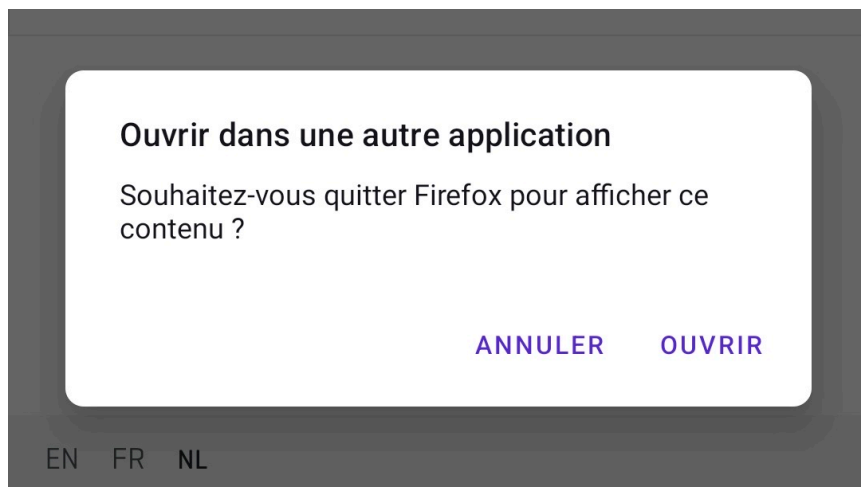 Ouvrir dans une autre application
Souhaitez-vous quitter Firefox pour afficher ce
contenu ?
ANNULER OUVRIR
EN FR NL